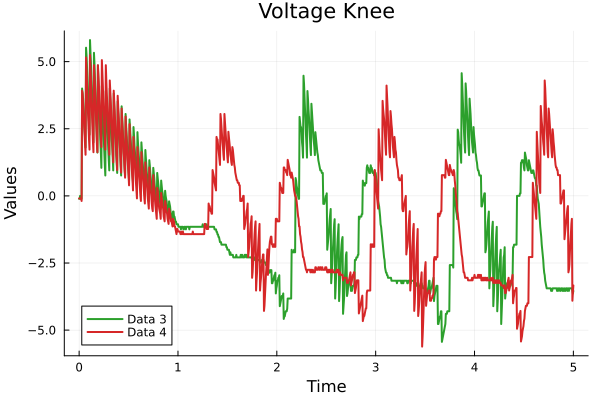 Voltage Knee
Values
5.0
2.5
0.0
−2.5
−5.0
Data 3
Data 4
0
1
2
3
4
5
Time